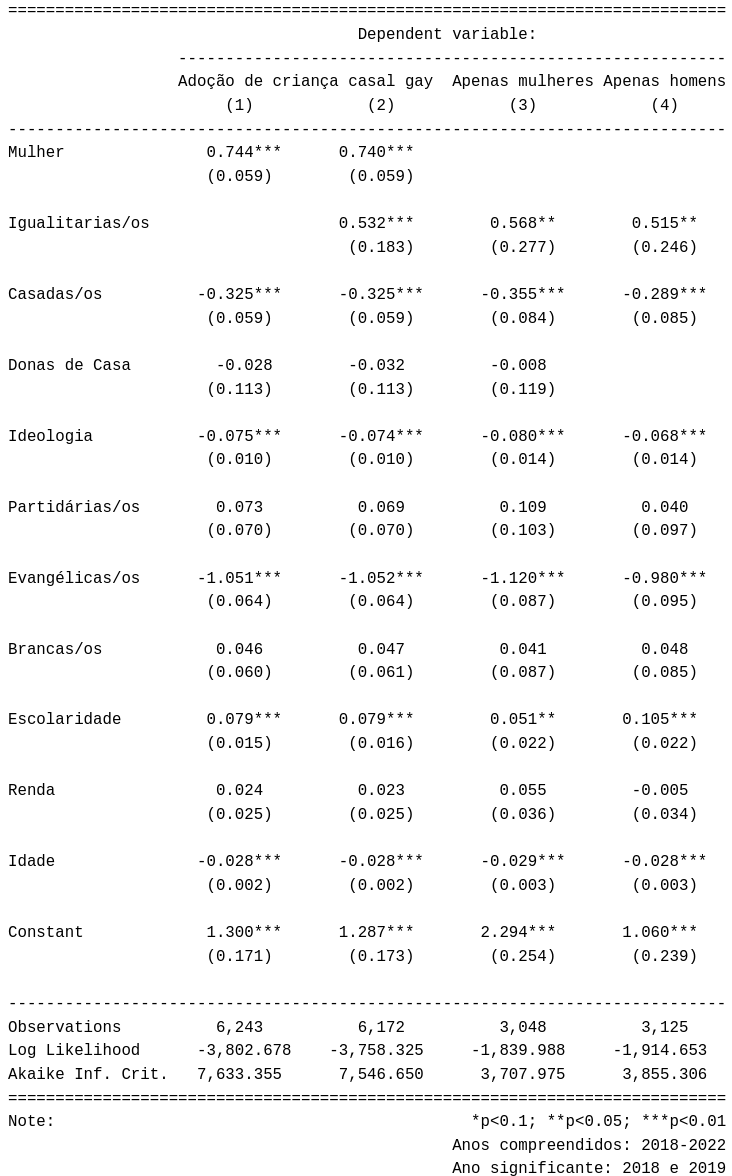 ============================================================================
Dependent variable:
----------------------------------------------------------
Adoção de criança casal gay  Apenas mulheres Apenas homens
(1)            (2)            (3)            (4)
----------------------------------------------------------------------------
Mulher               0.744***      0.740***
(0.059)        (0.059)
Igualitarias/os                    0.532***        0.568**        0.515**
(0.183)        (0.277)        (0.246)
Casadas/os          -0.325***      -0.325***      -0.355***      -0.289***
(0.059)        (0.059)        (0.084)        (0.085)
Donas de Casa         -0.028        -0.032         -0.008
(0.113)        (0.113)        (0.119)
Ideologia           -0.075***      -0.074***      -0.080***      -0.068***
(0.010)        (0.010)        (0.014)        (0.014)
Partidárias/os        0.073          0.069          0.109          0.040
(0.070)        (0.070)        (0.103)        (0.097)
Evangélicas/os      -1.051***      -1.052***      -1.120***      -0.980***
(0.064)        (0.064)        (0.087)        (0.095)
Brancas/os            0.046          0.047          0.041          0.048
(0.060)        (0.061)        (0.087)        (0.085)
Escolaridade         0.079***      0.079***        0.051**       0.105***
(0.015)        (0.016)        (0.022)        (0.022)
Renda                 0.024          0.023          0.055         -0.005
(0.025)        (0.025)        (0.036)        (0.034)
Idade               -0.028***      -0.028***      -0.029***      -0.028***
(0.002)        (0.002)        (0.003)        (0.003)
Constant             1.300***      1.287***       2.294***       1.060***
(0.171)        (0.173)        (0.254)        (0.239)
----------------------------------------------------------------------------
Observations          6,243          6,172          3,048          3,125
Log Likelihood      -3,802.678    -3,758.325     -1,839.988     -1,914.653
Akaike Inf. Crit.   7,633.355      7,546.650      3,707.975      3,855.306
============================================================================
Note:                                            *p<0.1; **p<0.05; ***p<0.01
Anos compreendidos: 2018-2022
Ano significante: 2018 e 2019